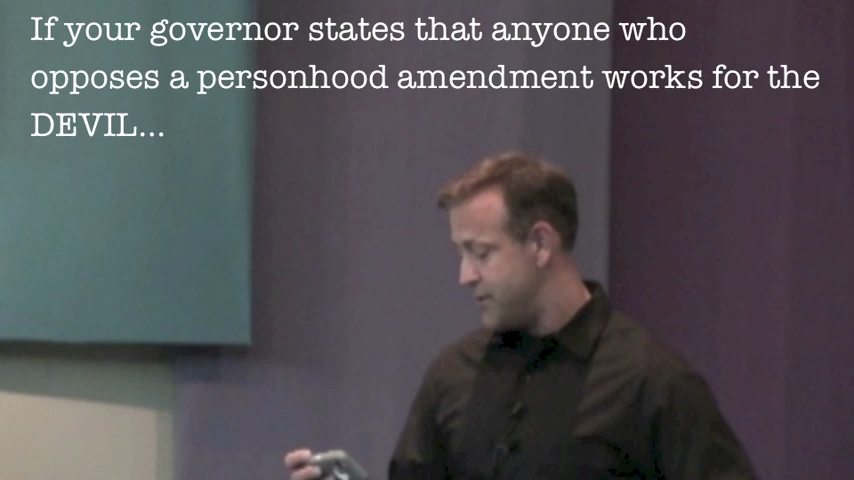 If your governor states that anyone who
opposes a personhood amendment works for the
DEVIL...